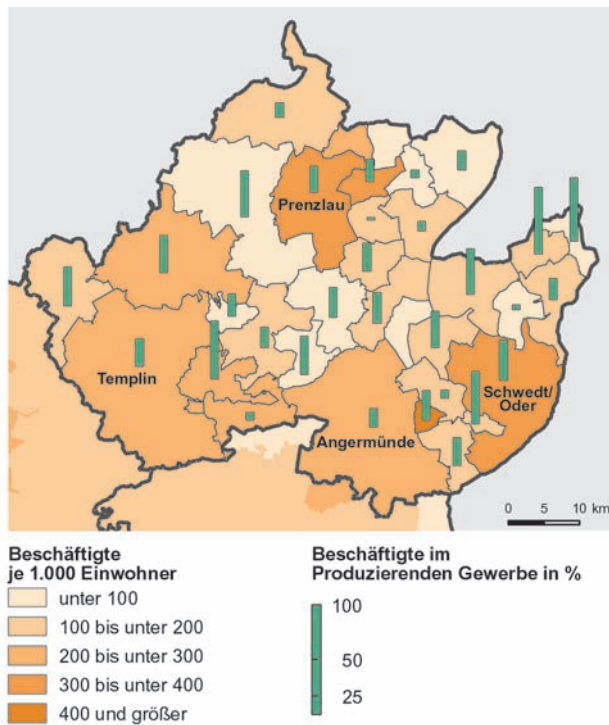 Prenzlau
Templin
Angermünde
Schwedt/
Oder
0 5 10 km
Beschäftigte
je 1.000 Einwohner
unter 100
100 bis unter 200
200 bis unter 300
300 bis unter 400
400 und größer
Beschäftigte im
Produzierenden Gewerbe in %
100
50
25